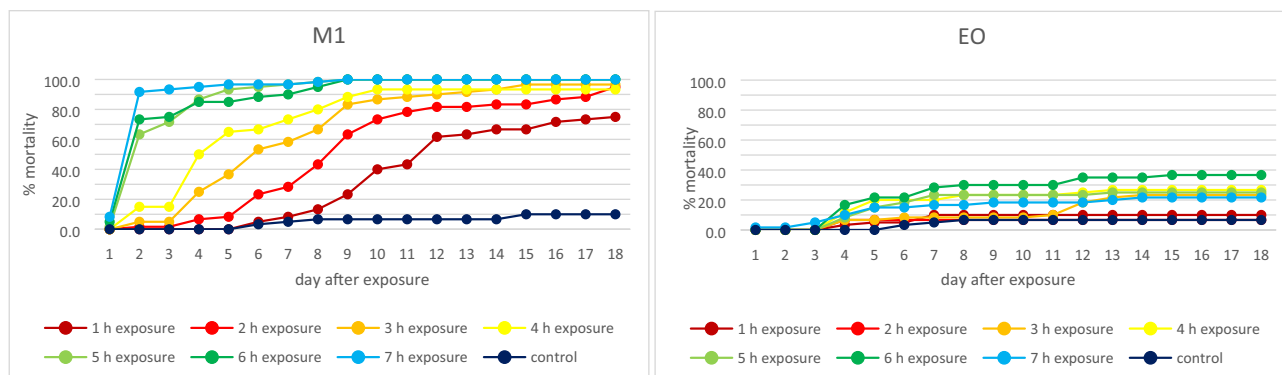 M1
100.0
80.0
60.0
40.0
20.0
0.0
% mortality
1 2 3 4 5 6 7 8 9 10 11 12 13 14 15 16 17 18
day after exposure
1 h exposure 2 h exposure 3 h exposure 4 h exposure
5 h exposure 6 h exposure 7 h exposure control
EO
100.0
80.0
60.0
40.0
20.0
0.0
% mortality
1 2 3 4 5 6 7 8 9 10 11 12 13 14 15 16 17 18
day after exposure
1 h exposure 2 h exposure 3 h exposure 4 h exposure
5 h exposure 6 h exposure 7 h exposure control